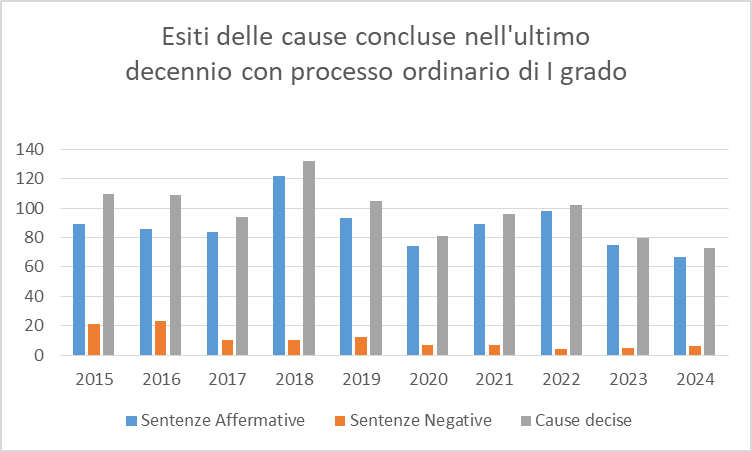 Esiti delle cause concluse nell'ultimo
decennio con processo ordinario di I grado
140
120
100
80
60
40
20
0
2015 2016 2017 2018 2019 2020 2021 2022 2023 2024
Sentenze Affermative Sentenze Negative Cause decise